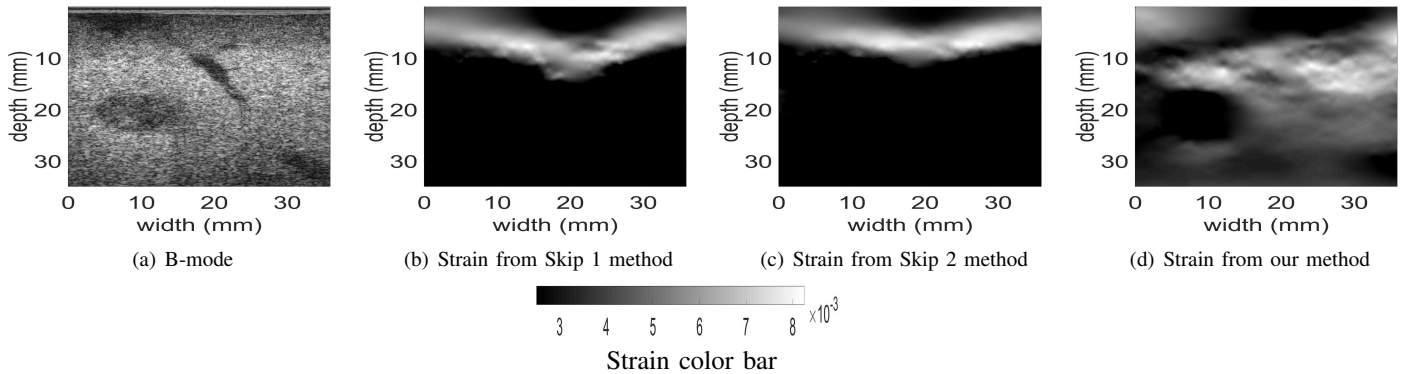 depth (mm)
10
20
30
0 10 20 30
width (mm)
(a) B-mode
depth (mm)
10
20
30
0 10 20 30
width (mm)
(b) Strain from Skip 1 method
depth (mm)
10
20
30
0 10 20 30
width (mm)
(c) Strain from Skip 2 method
depth (mm)
10
20
30
0 10 20 30
width (mm)
(d) Strain from our method
3 4 5 6 7 8 ×10⁻³
Strain color bar